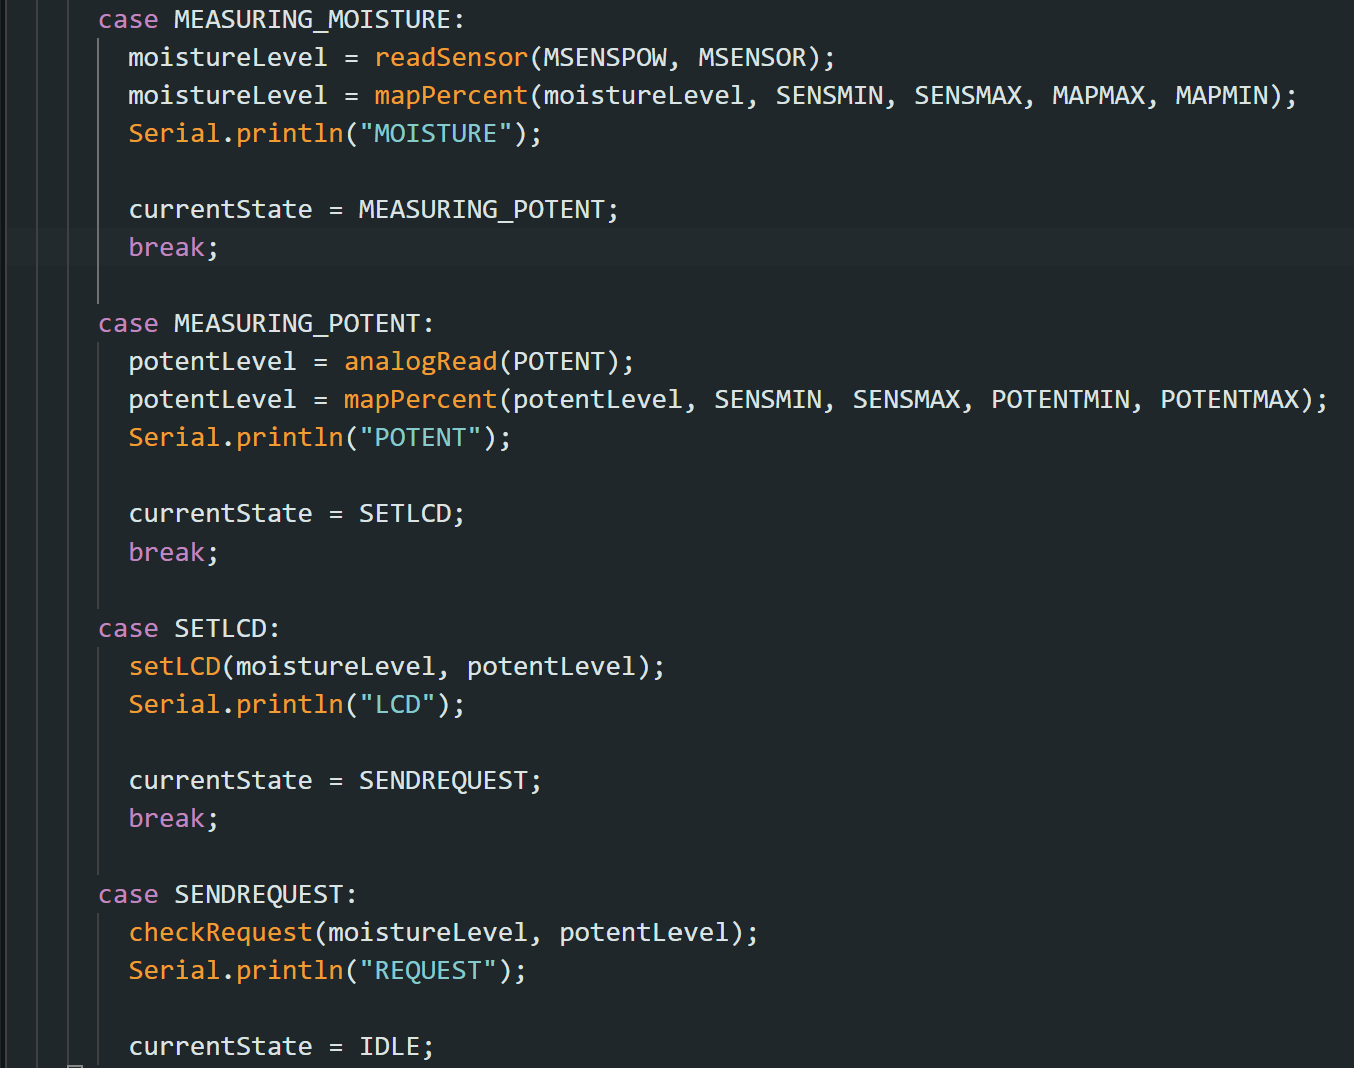 case MEASURING_MOISTURE:
moistureLevel = readSensor(MSENSPOW, MSENSOR);
moistureLevel = mapPercent(moistureLevel, SENSMIN, SENSMAX, MAPMAX, MAPMIN);
Serial.println("MOISTURE");
currentState = MEASURING_POTENT;
break;
case MEASURING_POTENT:
potentLevel = analogRead(POTENT);
potentLevel = mapPercent(potentLevel, SENSMIN, SENSMAX, POTENTMIN, POTENTMAX);
Serial.println("POTENT");
currentState = SETLCD;
break;
case SETLCD:
setLCD(moistureLevel, potentLevel);
Serial.println("LCD");
currentState = SENDREQUEST;
break;
case SENDREQUEST:
checkRequest(moistureLevel, potentLevel);
Serial.println("REQUEST");
currentState = IDLE;